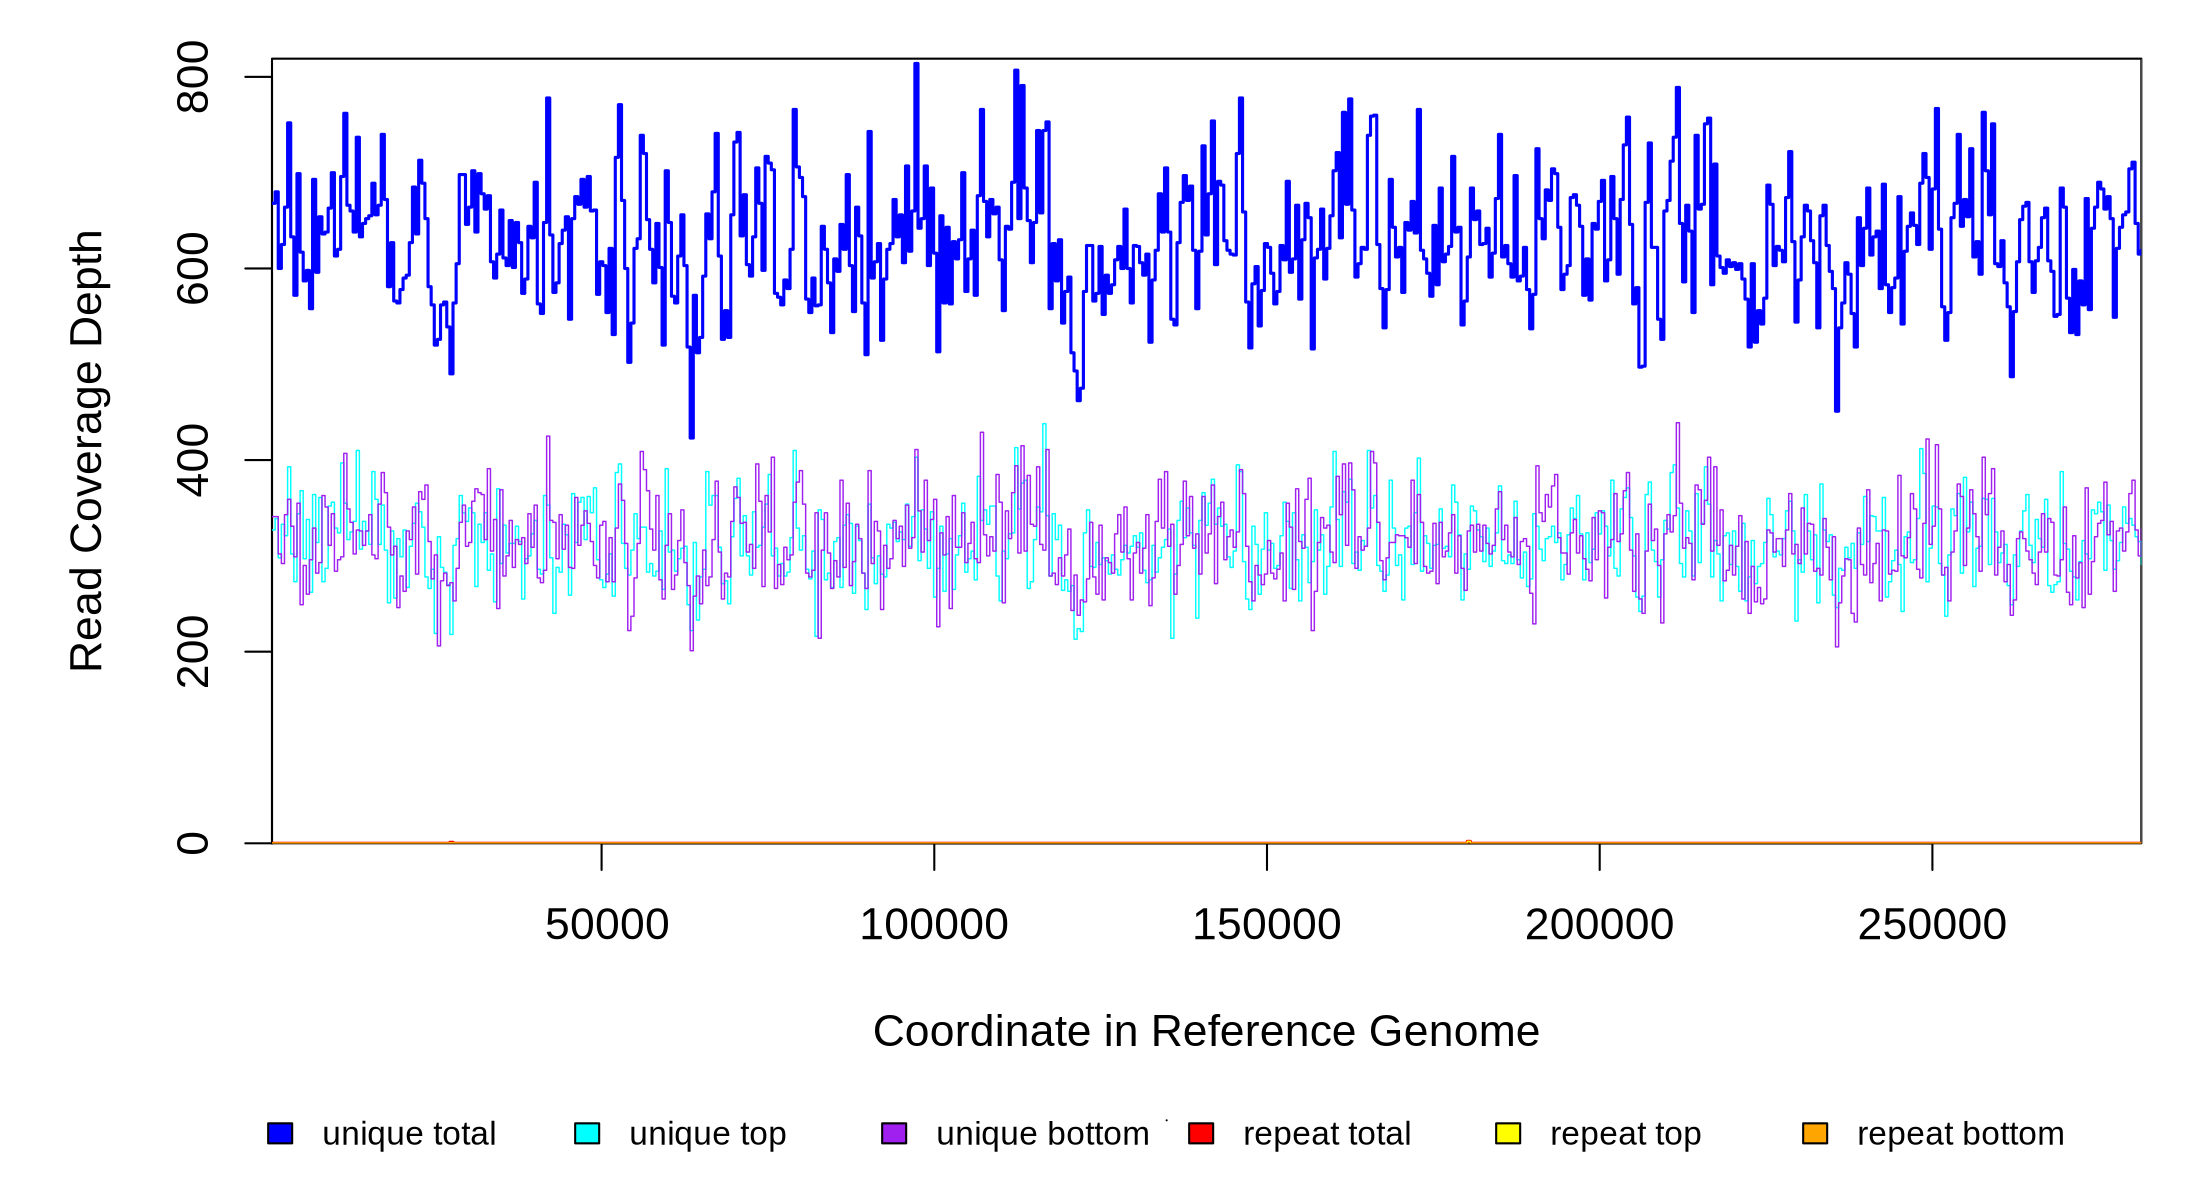 Read Coverage Depth
800
600
400
200
0
50000 100000 150000 200000 250000
Coordinate in Reference Genome
unique total unique top unique bottom repeat total repeat top repeat bottom